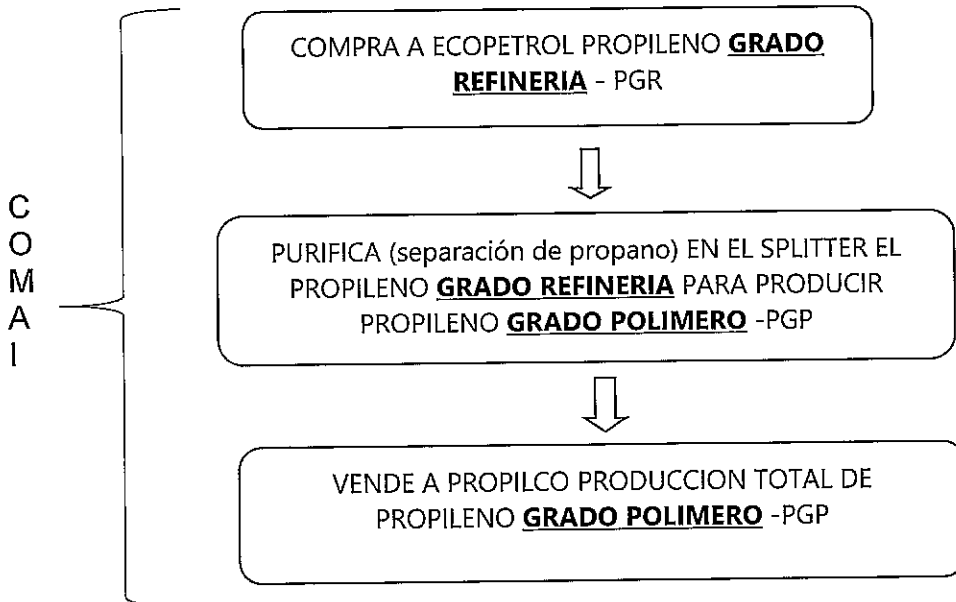 C
O
M
A
I
COMPRA A ECOPETROL PROPILENO GRADO
REFINERIA - PGR
PURIFICA (separación de propano) EN EL SPLITTER EL
PROPILENO GRADO REFINERIA PARA PRODUCIR
PROPILENO GRADO POLIMERO -PGP
VENDE A PROPILCO PRODUCCION TOTAL DE
PROPILENO GRADO POLIMERO -PGP